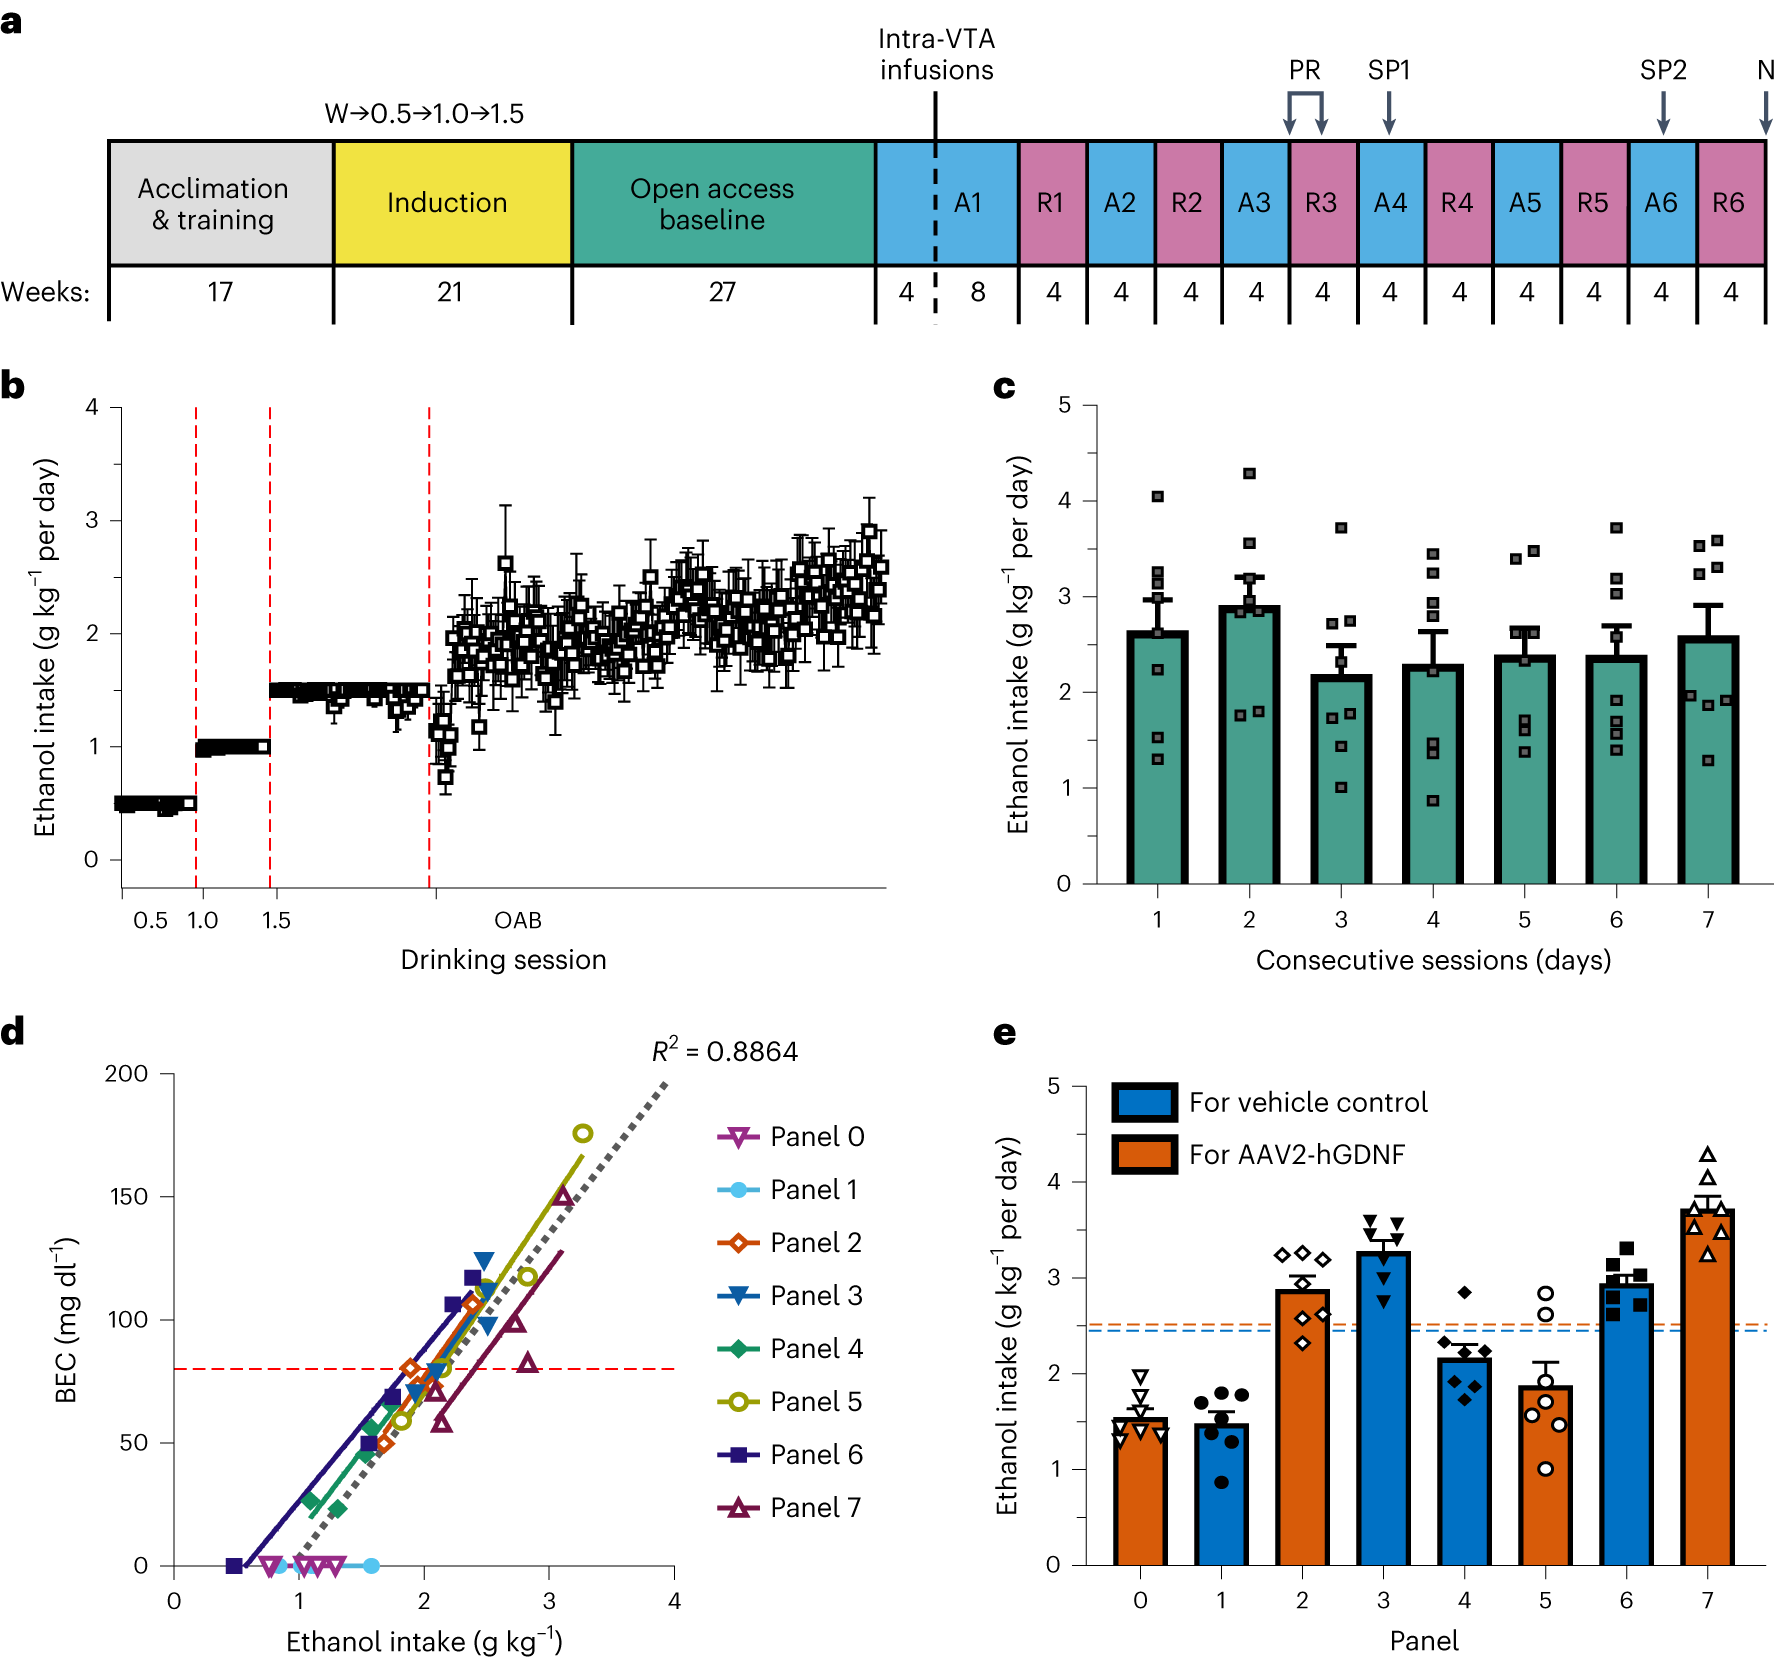 a
Intra-VTA
infusions
PR
SP1
SP2
N
W→0.5→1.0→1.5
Acclimation
& training
Induction
Open access
baseline
A1
R1
A2
R2
A3
R3
A4
R4
A5
R5
A6
R6
Weeks:
17
21
27
4
8
4
4
4
4
4
4
4
4
4
4
4
b
4
3
2
1
0
Ethanol intake (g kg⁻¹ per day)
0.5
1.0
1.5
OAB
Drinking session
c
5
4
3
2
1
0
Ethanol intake (g kg⁻¹ per day)
1
2
3
4
5
6
7
Consecutive sessions (days)
d
R² = 0.8864
200
150
100
50
0
BEC (mg dl⁻¹)
0
1
2
3
4
Ethanol intake (g kg⁻¹)
Panel 0
Panel 1
Panel 2
Panel 3
Panel 4
Panel 5
Panel 6
Panel 7
e
For vehicle control
For AAV2-hGDNF
5
4
3
2
1
0
Ethanol intake (g kg⁻¹ per day)
0
1
2
3
4
5
6
7
Panel